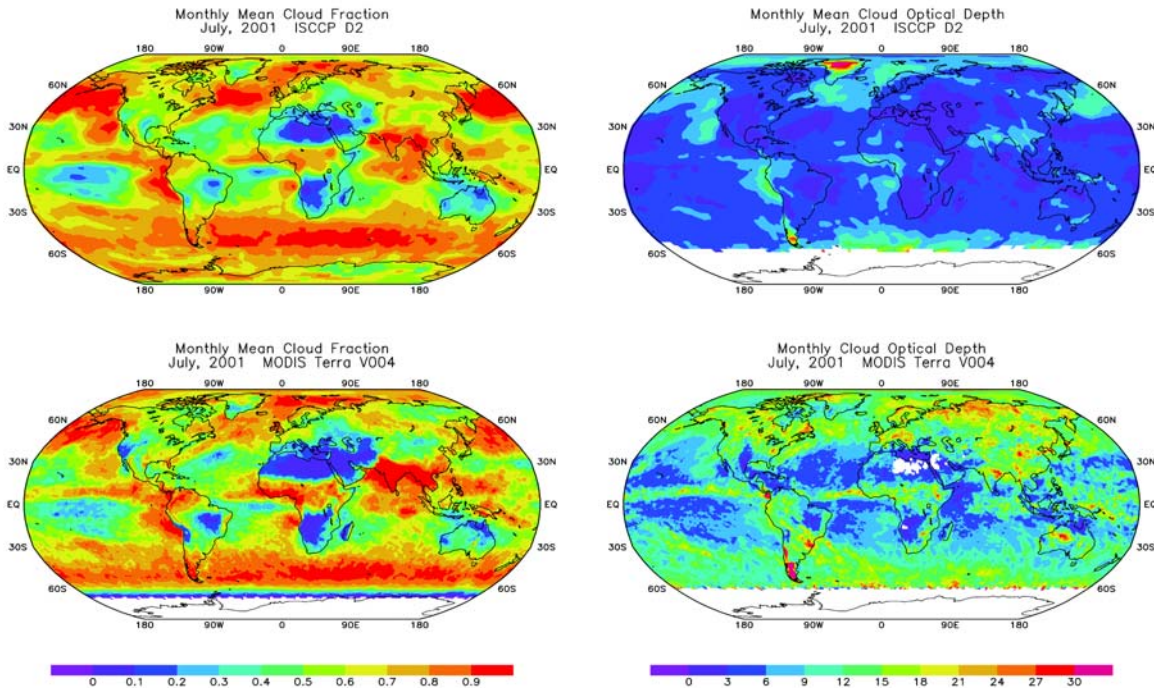 Monthly Mean Cloud Fraction
July, 2001 ISCCP D2
180 90W 0 90E 180
60N 60N
30N 30N
EQ EQ
30S 30S
60S 60S
180 90W 0 90E 180
Monthly Mean Cloud Optical Depth
July, 2001 ISCCP D2
180 90W 0 90E 180
60N 60N
30N 30N
EQ EQ
30S 30S
60S 60S
180 90W 0 90E 180
Monthly Mean Cloud Fraction
July, 2001 MODIS Terra V004
180 90W 0 90E 180
60N 60N
30N 30N
EQ EQ
30S 30S
60S 60S
180 90W 0 90E 180
0 0.1 0.2 0.3 0.4 0.5 0.6 0.7 0.8 0.9
Monthly Cloud Optical Depth
July, 2001 MODIS Terra V004
180 90W 0 90E 180
60N 60N
30N 30N
EQ EQ
30S 30S
60S 60S
180 90W 0 90E 180
0 3 6 9 12 15 18 21 24 27 30